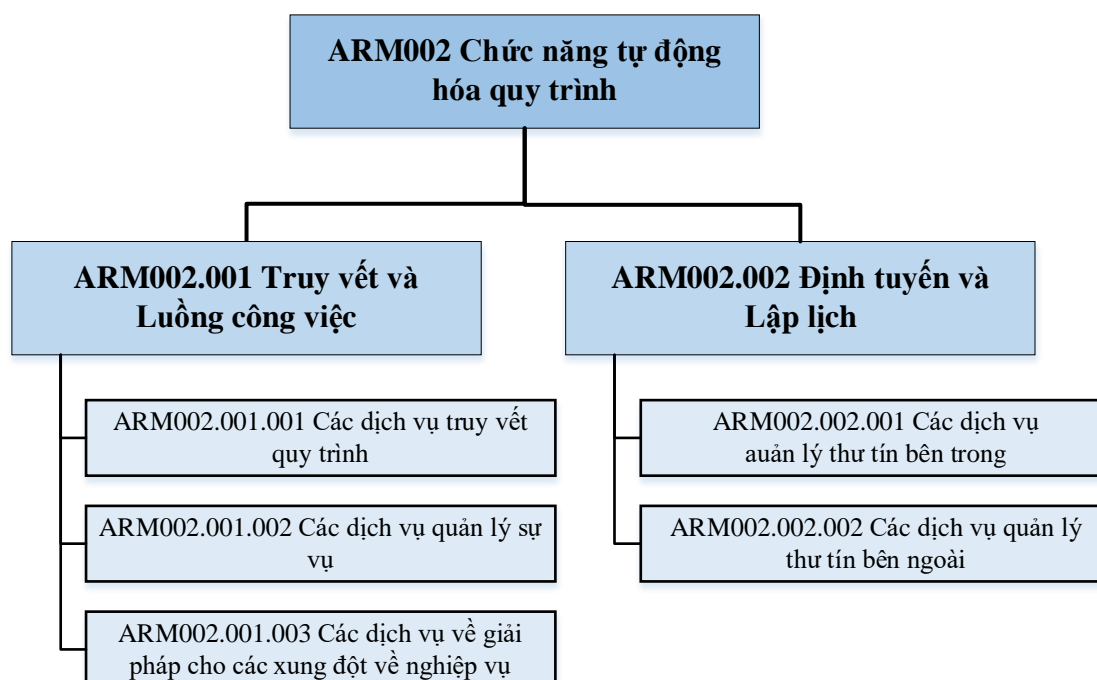 ARM002 Chức năng tự động
hóa quy trình
ARM002.001 Truy vết và
Luồng công việc
ARM002.001.001 Các dịch vụ truy vết
quy trình
ARM002.001.002 Các dịch vụ quản lý sự
vụ
ARM002.001.003 Các dịch vụ về giải
pháp cho các xung đột về nghiệp vụ
ARM002.002 Định tuyến và
Lập lịch
ARM002.002.001 Các dịch vụ
auản lý thư tín bên trong
ARM002.002.002 Các dịch vụ quản lý
thư tín bên ngoài